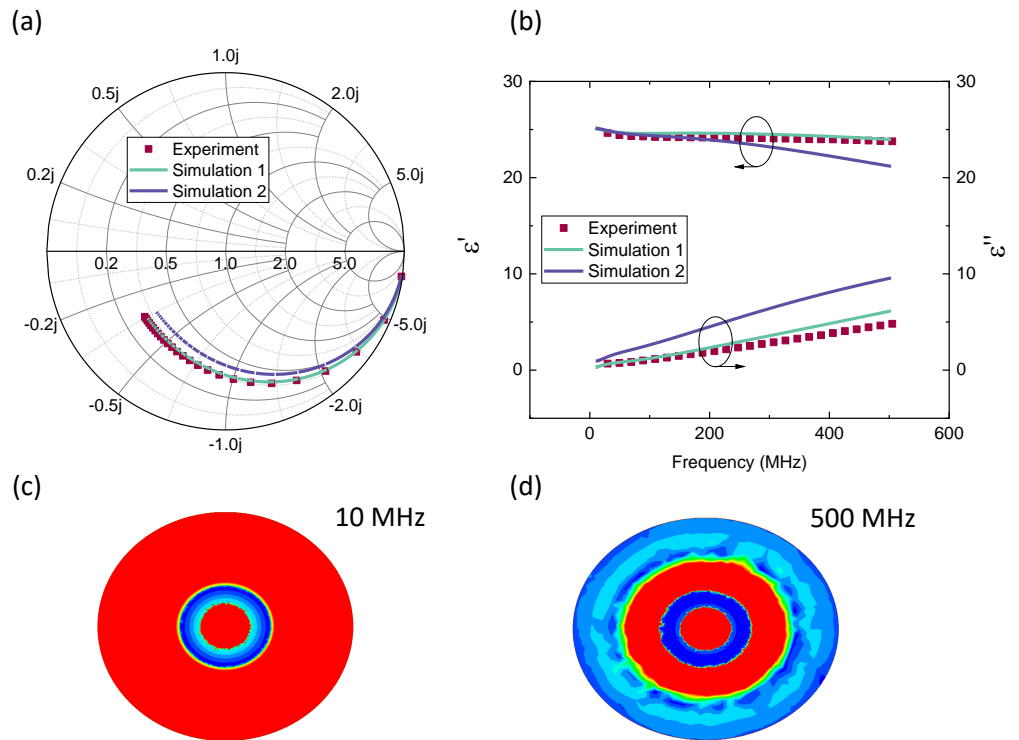 (a)
1.0j
0.5j
2.0j
Experiment
Simulation 1
Simulation 2
0.2j
5.0j
0.2
0.5
1.0
2.0
5.0
-0.2j
-5.0j
-0.5j
-2.0j
-1.0j
(b)
30
30
20
20
Experiment
Simulation 1
Simulation 2
ε'
ε''
10
10
0
0
0
200
400
600
Frequency (MHz)
(c)
10 MHz
(d)
500 MHz